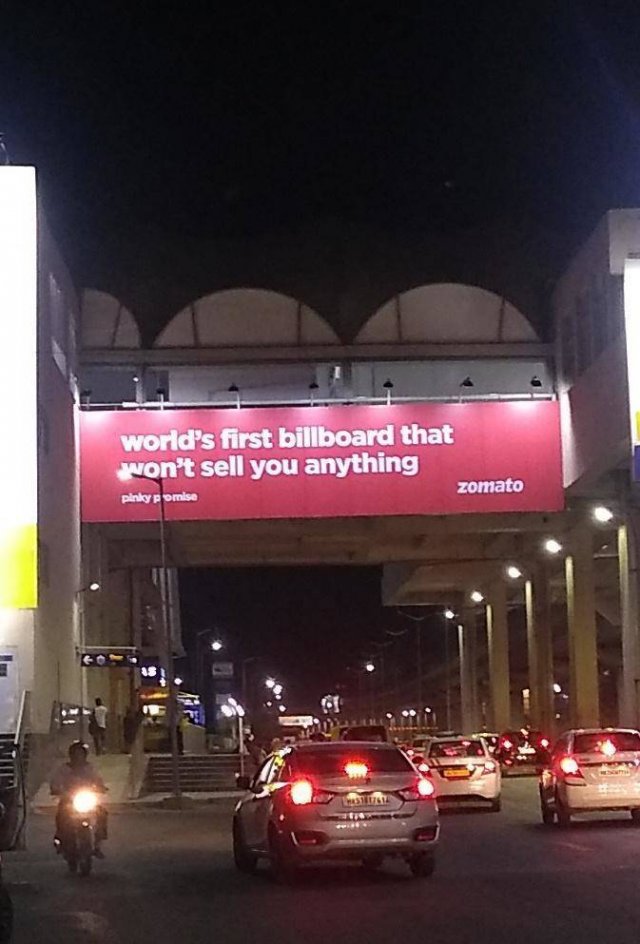 world's first billboard that
won't sell you anything
pinky promise
zomato